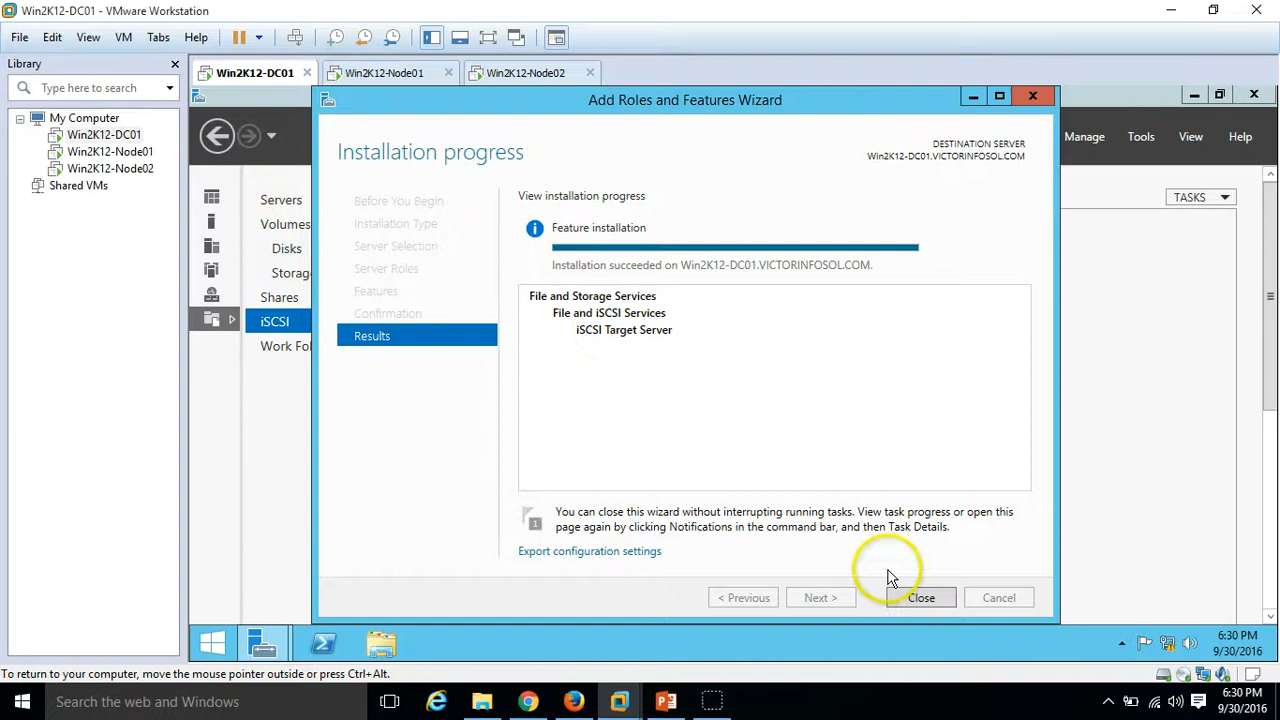 Win2K12-DC01 - VMware Workstation
File Edit View VM Tabs Help
Library
Type here to search
My Computer
Win2K12-DC01
Win2K12-Node01
Win2K12-Node02
Shared VMs
Win2K12-DC01 Win2K12-Node01 Win2K12-Node02
Manage Tools View Help
Servers
Volumes
Disks
Storag
Shares
iSCSI
Work Fol
TASKS
Add Roles and Features Wizard
Installation progress
DESTINATION SERVER
Win2K12-DC01.VICTORINFOSOL.COM
Before You Begin
Installation Type
Server Selection
Server Roles
Features
Confirmation
Results
View installation progress
Feature installation
Installation succeeded on Win2K12-DC01.VICTORINFOSOL.COM.
File and Storage Services
File and iSCSI Services
iSCSI Target Server
1
You can close this wizard without interrupting running tasks. View task progress or open this
page again by clicking Notifications in the command bar, and then Task Details.
Export configuration settings
< Previous Next > Close Cancel
6:30 PM
9/30/2016
To return to your computer, move the mouse pointer outside or press Ctrl+Alt.
Search the web and Windows
6:30 PM
9/30/2016